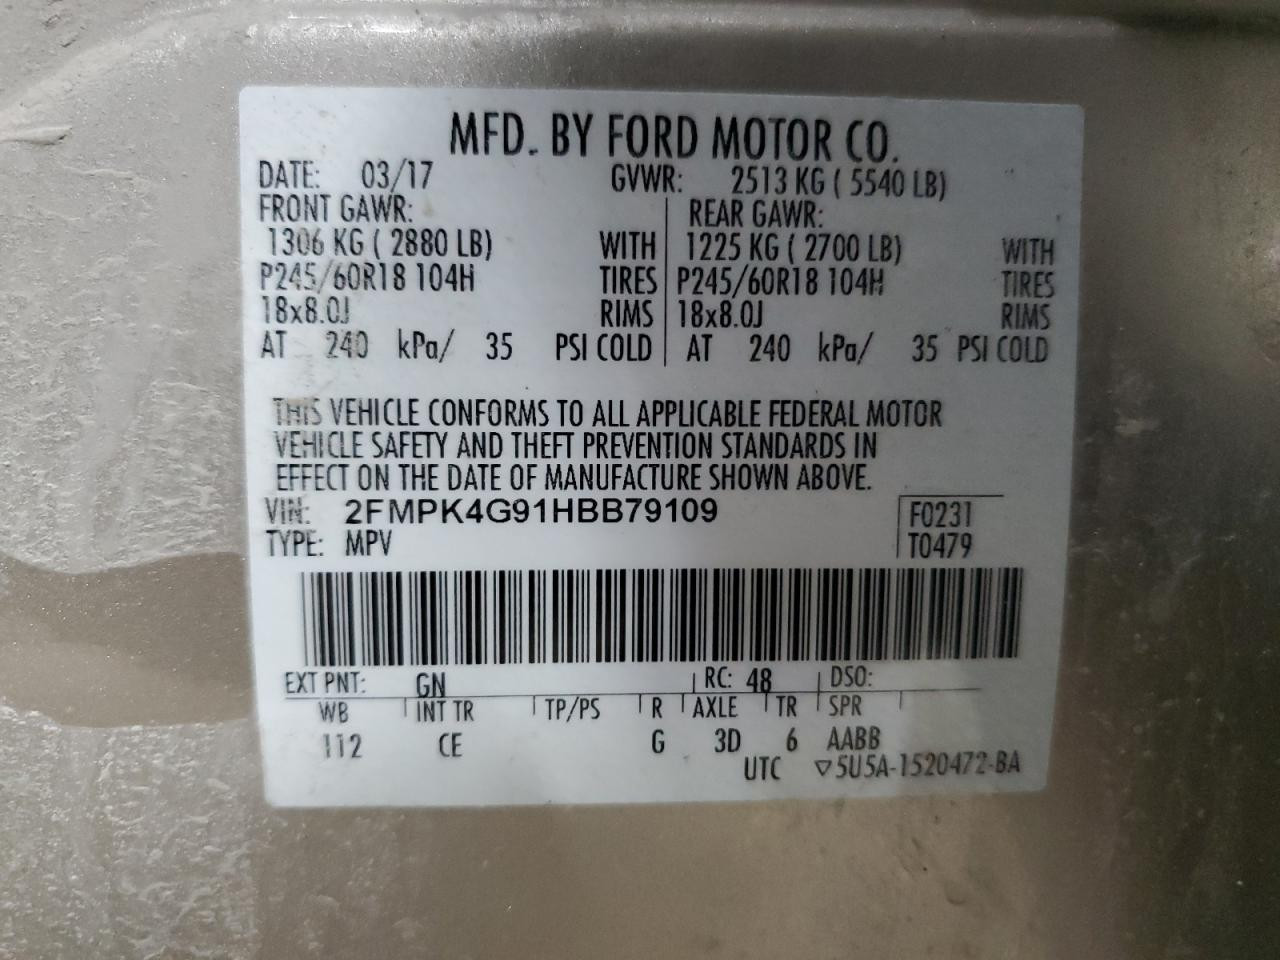 MFD. BY FORD MOTOR CO.
DATE: 03/17 GVWR: 2513 KG ( 5540 LB)
FRONT GAWR: REAR GAWR:
1306 KG ( 2880 LB) WITH 1225 KG ( 2700 LB) WITH
P245/60R18 104H TIRES P245/60R18 104H TIRES
18x8.0J RIMS 18x8.0J RIMS
AT 240 kPa/ 35 PSI COLD AT 240 kPa/ 35 PSI COLD
THIS VEHICLE CONFORMS TO ALL APPLICABLE FEDERAL MOTOR
VEHICLE SAFETY AND THEFT PREVENTION STANDARDS IN
EFFECT ON THE DATE OF MANUFACTURE SHOWN ABOVE.
VIN: 2FMPK4G91HBB79109 F0231
TYPE: MPV T0479
EXT PNT: GN RC: 48 DSO:
WB INT TR TP/PS R AXLE TR SPR
112 CE G 3D 6 AABB
UTC ▽5U5A-1520472-BA